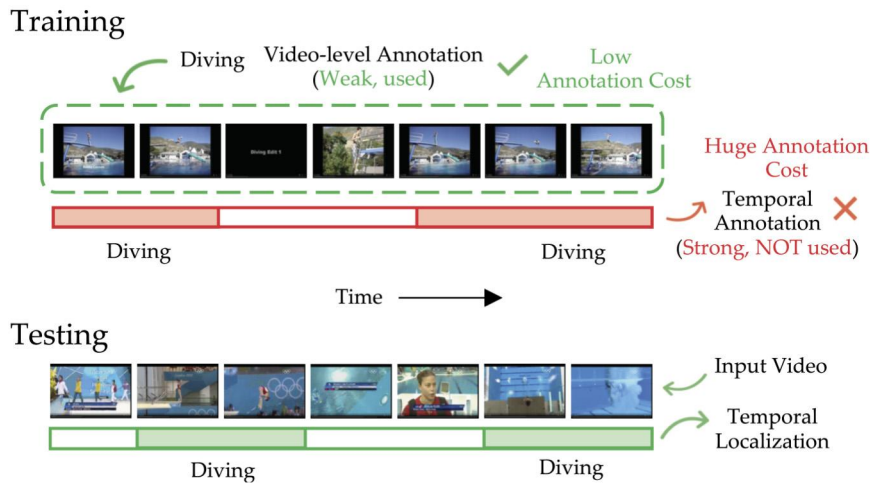 Training
Diving
Video-level Annotation
(Weak, used)
Low
Annotation Cost
Diving Edit 1
Huge Annotation
Cost
Temporal
Annotation
(Strong, NOT used)
Diving
Diving
Time
Testing
Input Video
Temporal
Localization
Diving
Diving